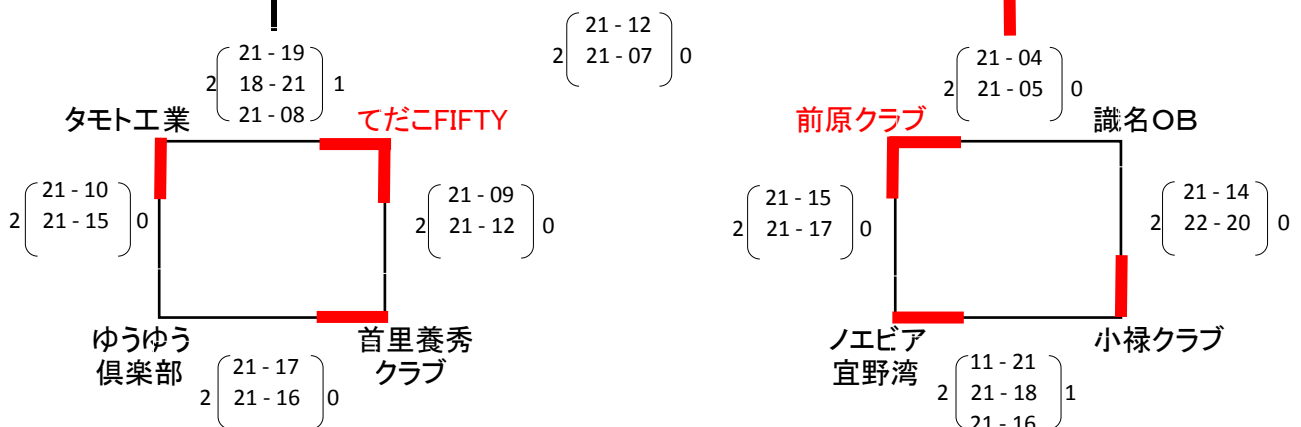 21 - 12
2 21 - 07 0
21 - 19
2 18 - 21 1
21 - 08
タモト工業 てだこFIFTY
21 - 10
2 21 - 15 0
21 - 09
2 21 - 12 0
ゆうゆう
倶楽部
首里養秀
クラブ
21 - 17
2 21 - 16 0
21 - 04
2 21 - 05 0
前原クラブ 識名OB
21 - 15
2 21 - 17 0
21 - 14
2 22 - 20 0
ノエビア
宜野湾
小禄クラブ
11 - 21
2 21 - 18 1
21 - 16